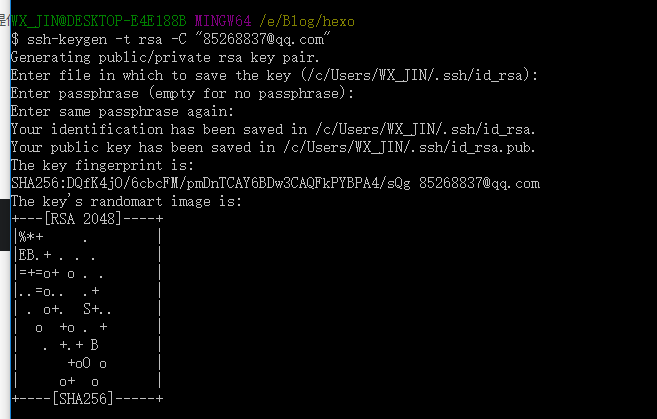 提
WX_JIN@DESKTOP-E4E188B MINGW64 /e/Blog/hexo
$ ssh-keygen -t rsa -C "85268837@qq.com"
Generating public/private rsa key pair.
Enter file in which to save the key (/c/Users/WX_JIN/.ssh/id_rsa):
Enter passphrase (empty for no passphrase):
Enter same passphrase again:
Your identification has been saved in /c/Users/WX_JIN/.ssh/id_rsa.
Your public key has been saved in /c/Users/WX_JIN/.ssh/id_rsa.pub.
The key fingerprint is:
SHA256:DQfK4jO/6cbcFM/pmDnTCAY6BDw3CAQFkPYBPA4/sQg 85268837@qq.com
The key's randomart image is:
+---[RSA 2048]----+
|%*+     .        |
|EB.+ . . .       |
|=+=o+ o . .      |
|..=o..  .+       |
| . o+.  S+..     |
|  o  +o . +      |
|   . +.+ B       |
|      +oO o      |
|     o+  o       |
+----[SHA256]-----+